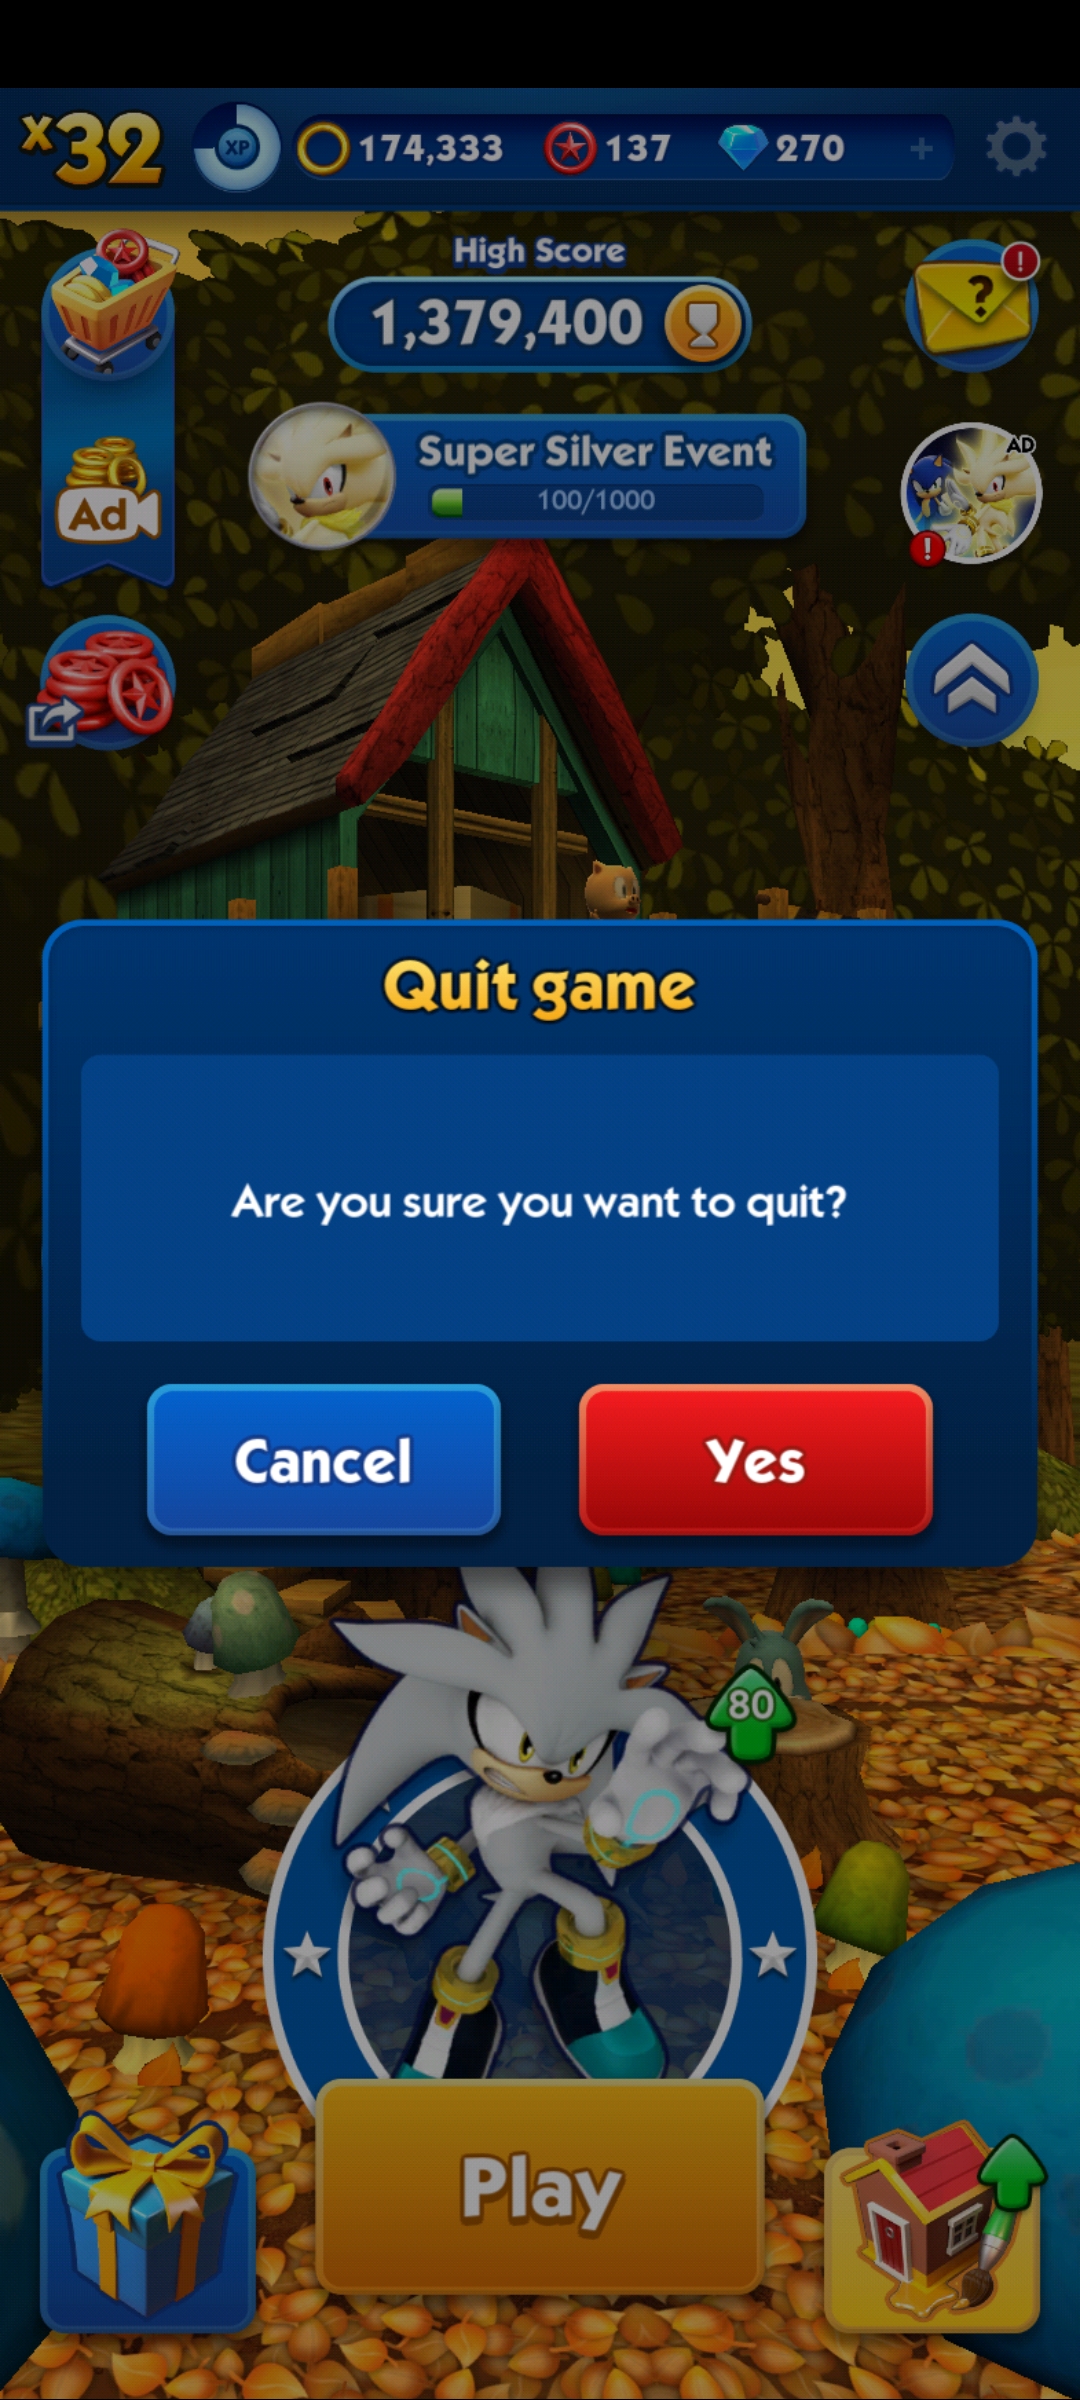 x32
XP
174,333
137
270
+
High Score
1,379,400
?
!
Super Silver Event
100/1000
AD
!
Ad
Quit game
Are you sure you want to quit?
Cancel
Yes
80
Play